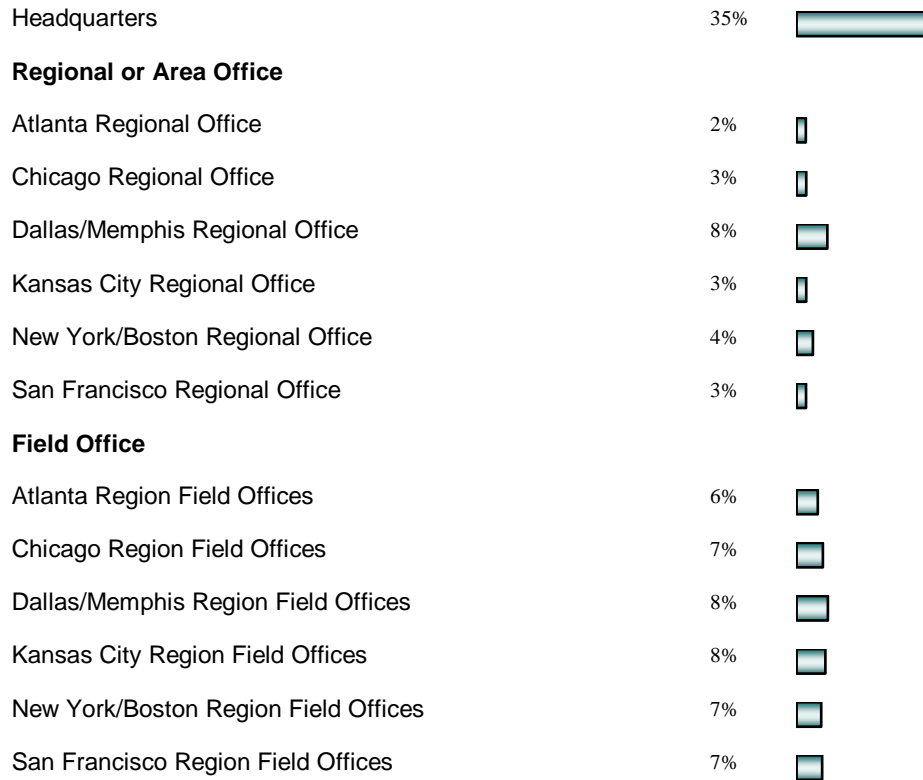 Headquarters 35%
Regional or Area Office
Atlanta Regional Office 2%
Chicago Regional Office 3%
Dallas/Memphis Regional Office 8%
Kansas City Regional Office 3%
New York/Boston Regional Office 4%
San Francisco Regional Office 3%
Field Office
Atlanta Region Field Offices 6%
Chicago Region Field Offices 7%
Dallas/Memphis Region Field Offices 8%
Kansas City Region Field Offices 8%
New York/Boston Region Field Offices 7%
San Francisco Region Field Offices 7%